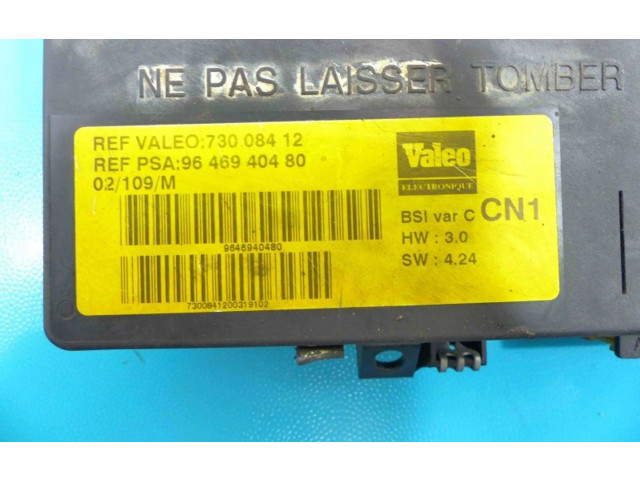 NE PAS LAISSER TOMBER
REF VALEO:730 084 12
REF PSA:96 469 404 80
02/109/M
9646940480
7300841200319102
Valeo
ELECTRONIQUE
BSI var C CN1
HW : 3.0
SW : 4.24